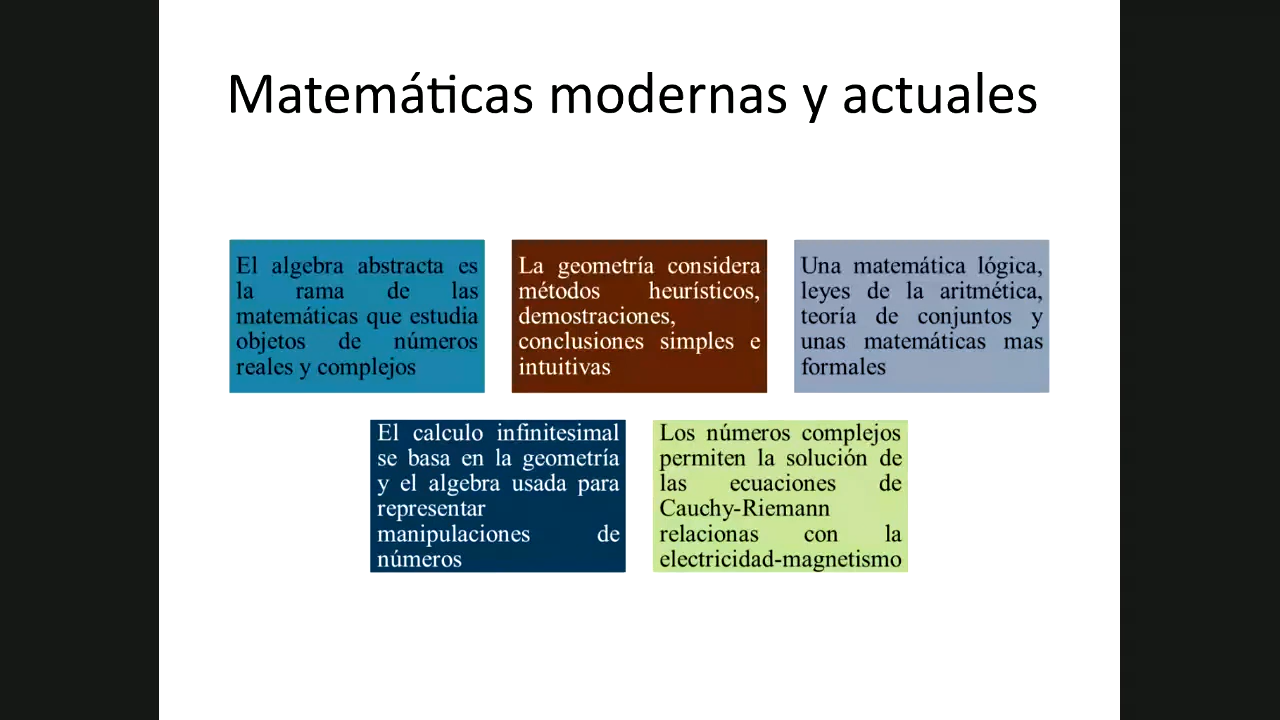 Matemáticas modernas y actuales
El algebra abstracta es
la rama de las
matemáticas que estudia
objetos de números
reales y complejos
La geometría considera
métodos heurísticos,
demostraciones,
conclusiones simples e
intuitivas
Una matemática lógica,
leyes de la aritmética,
teoría de conjuntos y
unas matemáticas mas
formales
El calculo infinitesimal
se basa en la geometría
y el algebra usada para
representar
manipulaciones de
números
Los números complejos
permiten la solución de
las ecuaciones de
Cauchy-Riemann
relacionas con la
electricidad-magnetismo